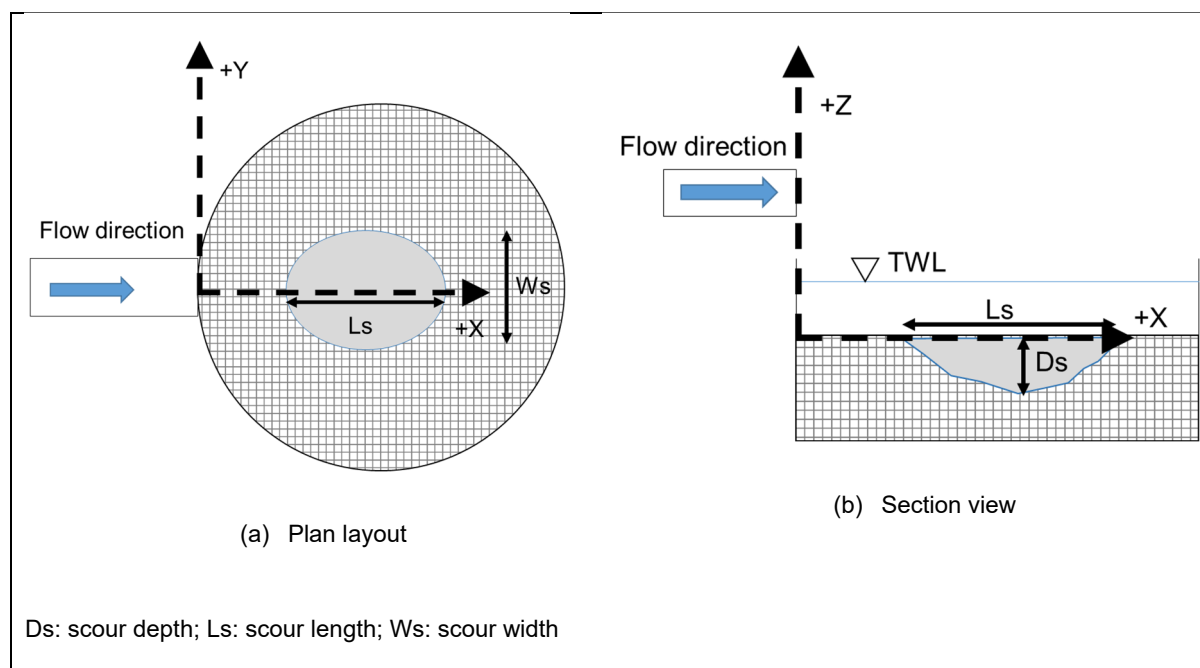 +Y
Flow direction
Ws
Ls
+X
(a) Plan layout
+Z
Flow direction
TWL
Ls
+X
Ds
(b) Section view
Ds: scour depth; Ls: scour length; Ws: scour width